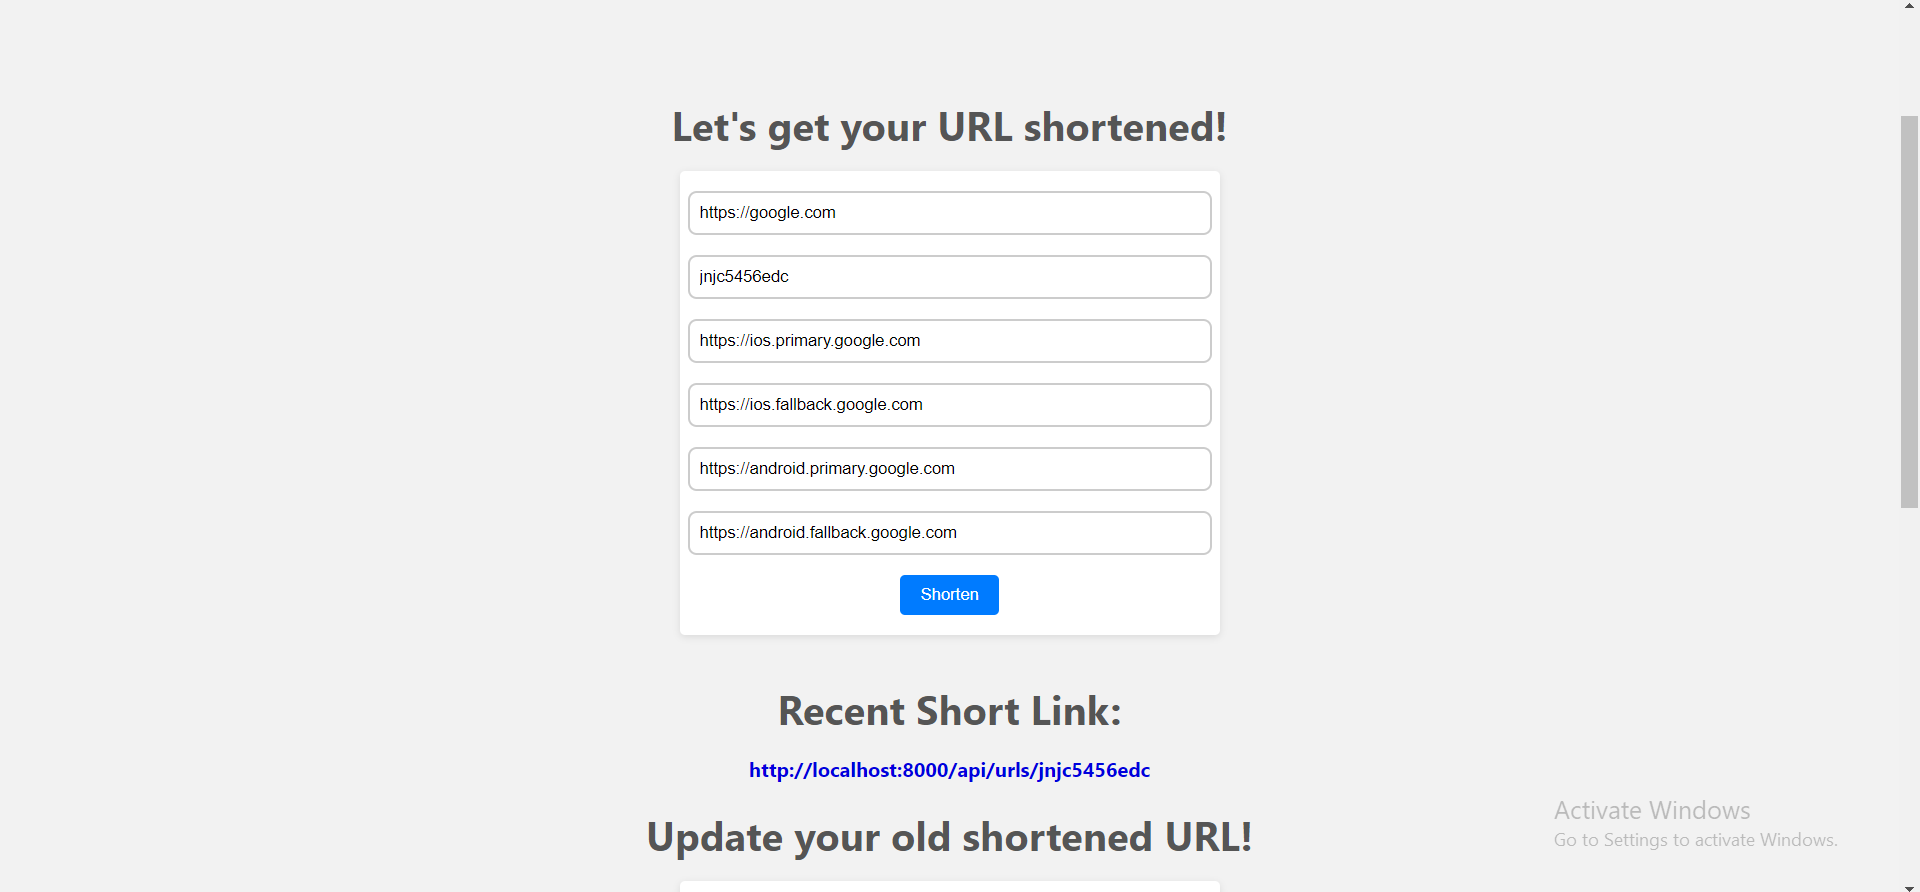 Let's get your URL shortened!
https://google.com
jnjc5456edc
https://ios.primary.google.com
https://ios.fallback.google.com
https://android.primary.google.com
https://android.fallback.google.com
Shorten
Recent Short Link:
http://localhost:8000/api/urls/jnjc5456edc
Update your old shortened URL!
Activate Windows
Go to Settings to activate Windows.